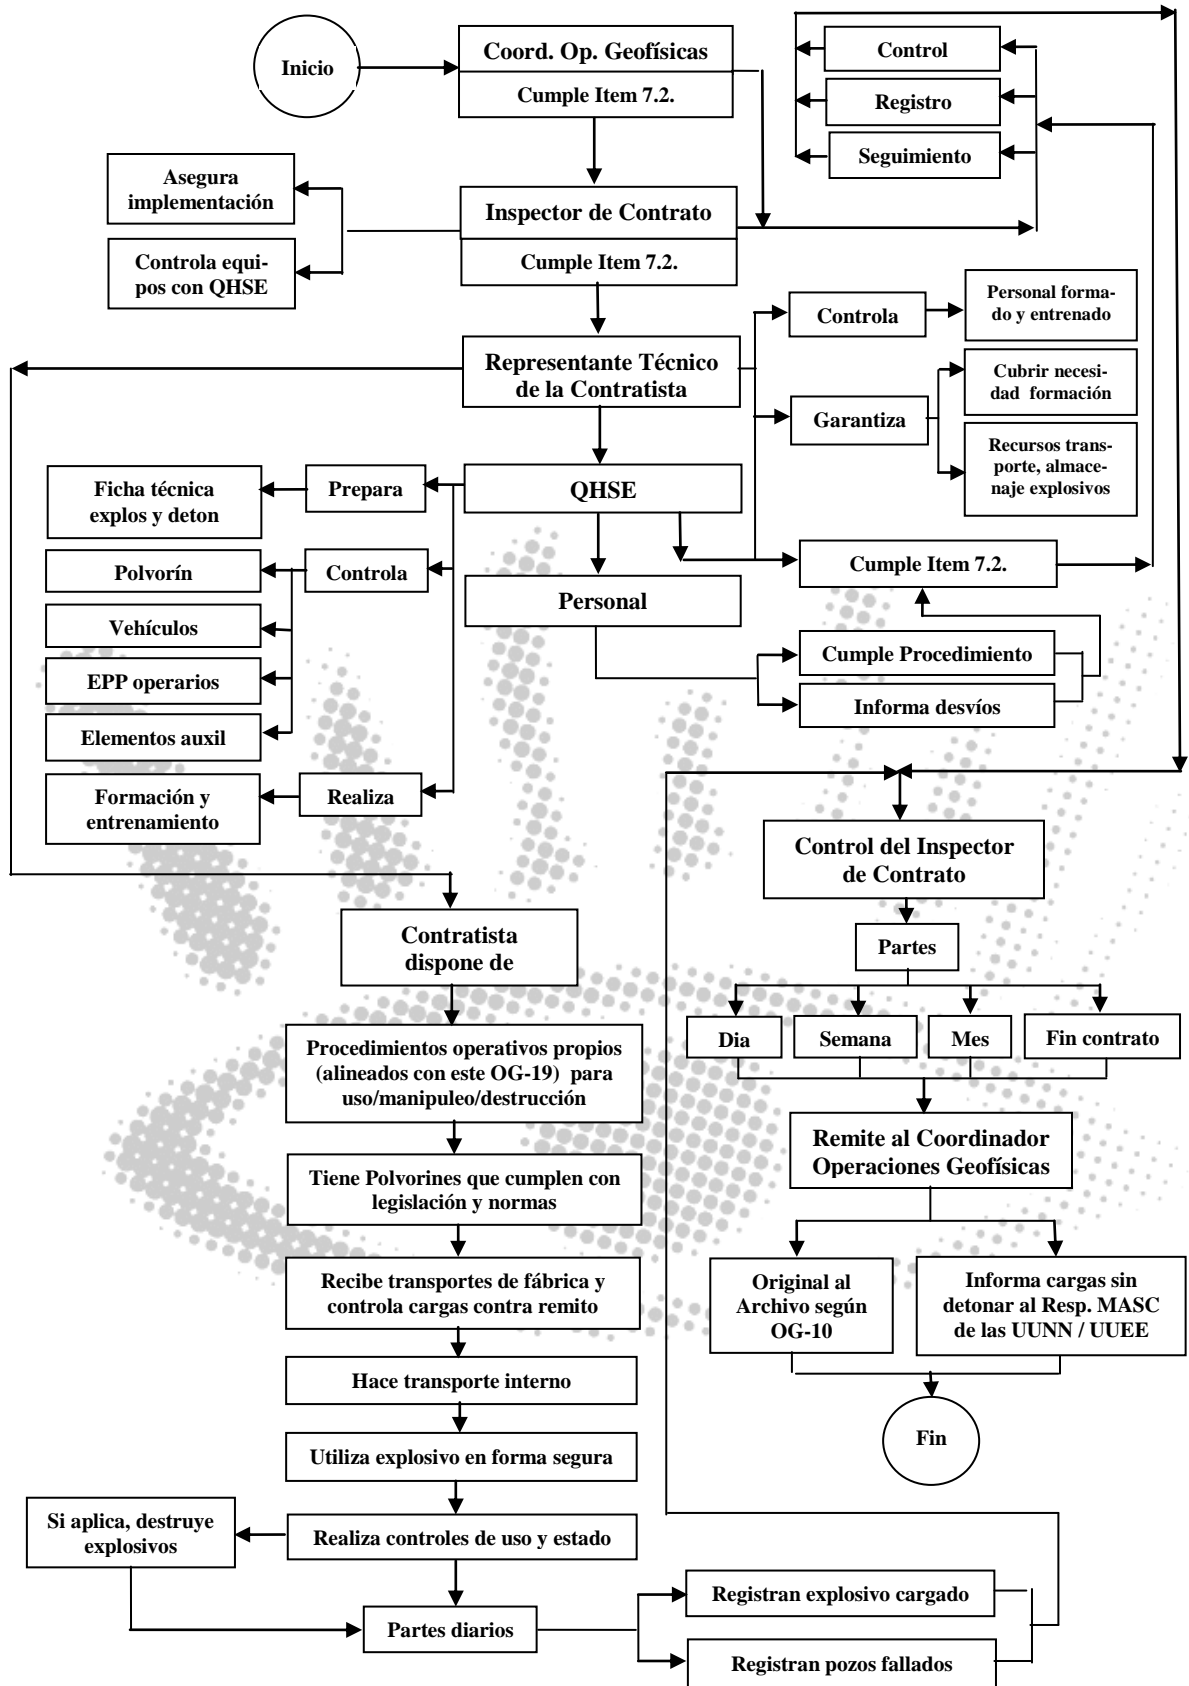 Inicio
Coord. Op. Geofísicas
Cumple Item 7.2.
Control
Registro
Seguimiento
Asegura
implementación
Controla equi-
pos con QHSE
Inspector de Contrato
Cumple Item 7.2.
Controla
Personal forma-
do y entrenado
Representante Técnico
de la Contratista
Garantiza
Cubrir necesi-
dad formación
Recursos trans-
porte, almace-
naje explosivos
QHSE
Prepara
Ficha técnica
explos y deton
Controla
Polvorín
Vehículos
EPP operarios
Elementos auxil
Realiza
Formación y
entrenamiento
Personal
Cumple Item 7.2.
Cumple Procedimiento
Informa desvíos
Control del Inspector
de Contrato
Partes
Dia
Semana
Mes
Fin contrato
Remite al Coordinador
Operaciones Geofísicas
Original al
Archivo según
OG-10
Informa cargas sin
detonar al Resp. MASC
de las UUNN / UUEE
Fin
Contratista
dispone de
Procedimientos operativos propios
(alineados con este OG-19) para
uso/manipuleo/destrucción
Tiene Polvorines que cumplen con
legislación y normas
Recibe transportes de fábrica y
controla cargas contra remito
Hace transporte interno
Utiliza explosivo en forma segura
Realiza controles de uso y estado
Si aplica, destruye
explosivos
Partes diarios
Registran explosivo cargado
Registran pozos fallados